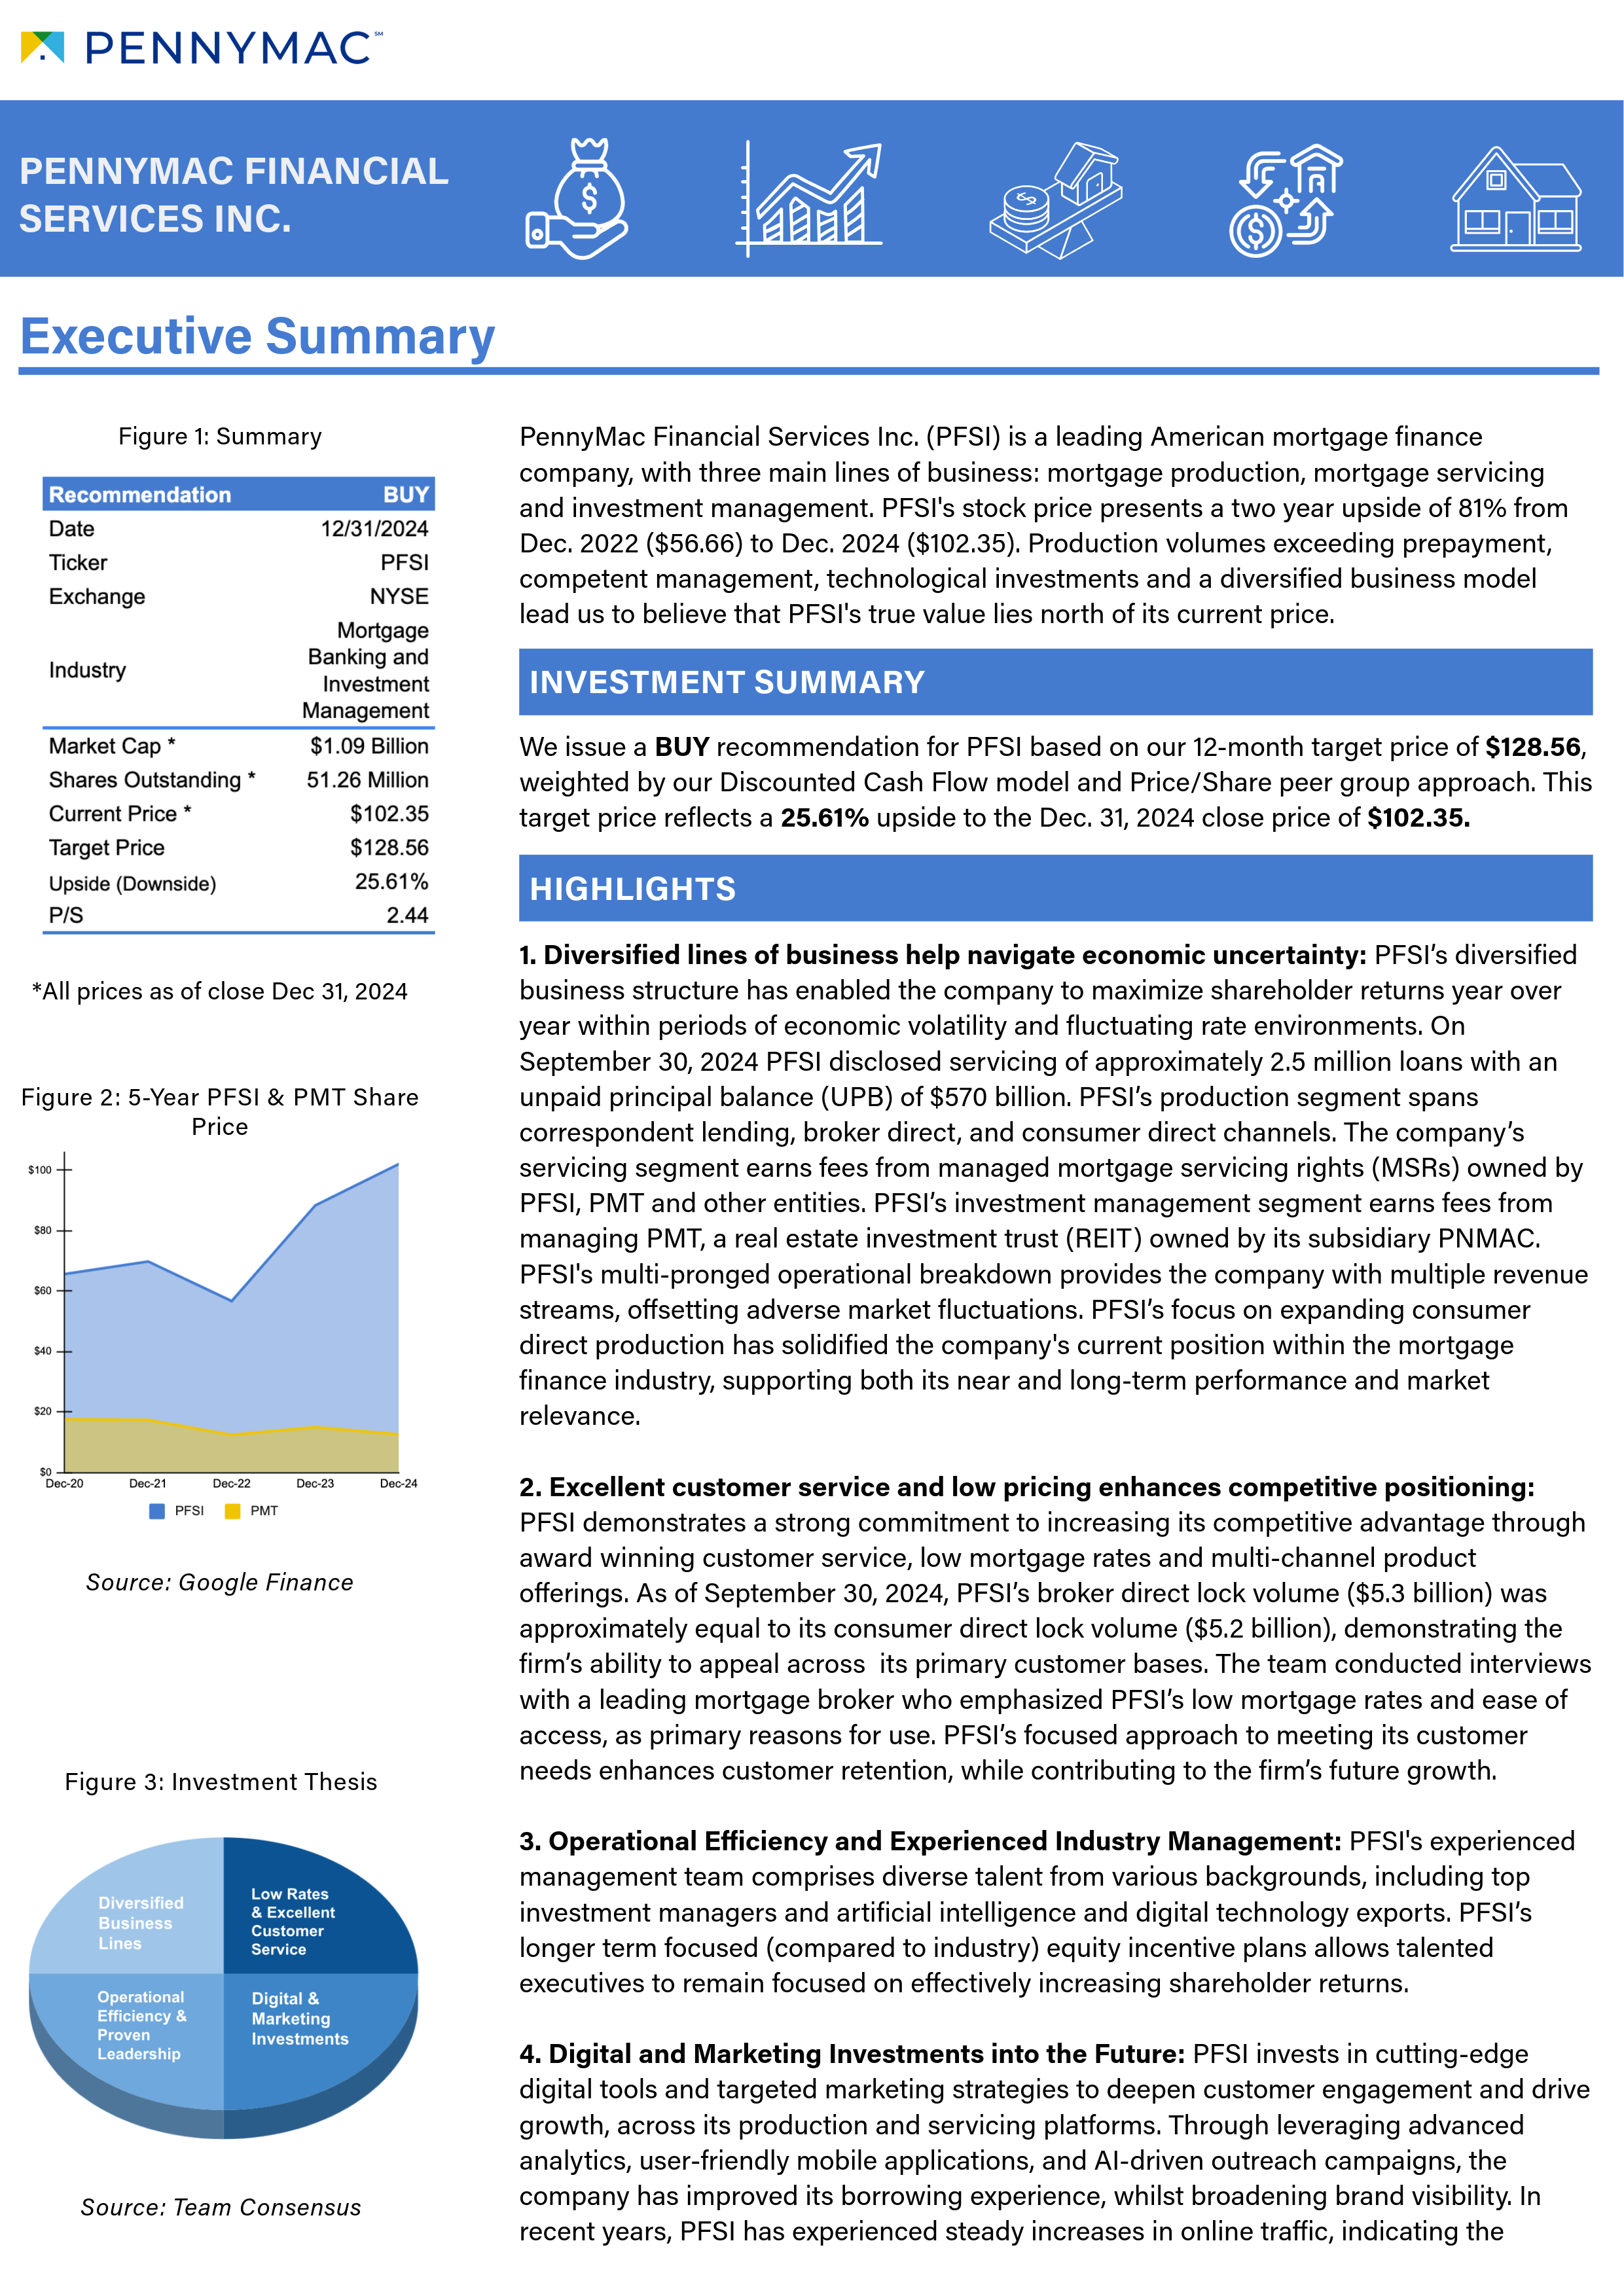 PENNYMAC℠
PENNYMAC FINANCIAL
SERVICES INC.
Executive Summary
Figure 1: Summary
Recommendation BUY
Date 12/31/2024
Ticker PFSI
Exchange NYSE
Industry Mortgage
Banking and
Investment
Management
Market Cap * $1.09 Billion
Shares Outstanding * 51.26 Million
Current Price * $102.35
Target Price $128.56
Upside (Downside) 25.61%
P/S 2.44
*All prices as of close Dec 31, 2024
Figure 2: 5-Year PFSI & PMT Share
Price
$100
$80
$60
$40
$20
$0
Dec-20 Dec-21 Dec-22 Dec-23 Dec-24
PFSI PMT
Source: Google Finance
Figure 3: Investment Thesis
Diversified
Business
Lines
Low Rates
& Excellent
Customer
Service
Operational
Efficiency &
Proven
Leadership
Digital &
Marketing
Investments
Source: Team Consensus
PennyMac Financial Services Inc. (PFSI) is a leading American mortgage finance
company, with three main lines of business: mortgage production, mortgage servicing
and investment management. PFSI's stock price presents a two year upside of 81% from
Dec. 2022 ($56.66) to Dec. 2024 ($102.35). Production volumes exceeding prepayment,
competent management, technological investments and a diversified business model
lead us to believe that PFSI's true value lies north of its current price.
INVESTMENT SUMMARY
We issue a BUY recommendation for PFSI based on our 12-month target price of $128.56,
weighted by our Discounted Cash Flow model and Price/Share peer group approach. This
target price reflects a 25.61% upside to the Dec. 31, 2024 close price of $102.35.
HIGHLIGHTS
1. Diversified lines of business help navigate economic uncertainty: PFSI’s diversified
business structure has enabled the company to maximize shareholder returns year over
year within periods of economic volatility and fluctuating rate environments. On
September 30, 2024 PFSI disclosed servicing of approximately 2.5 million loans with an
unpaid principal balance (UPB) of $570 billion. PFSI’s production segment spans
correspondent lending, broker direct, and consumer direct channels. The company’s
servicing segment earns fees from managed mortgage servicing rights (MSRs) owned by
PFSI, PMT and other entities. PFSI’s investment management segment earns fees from
managing PMT, a real estate investment trust (REIT) owned by its subsidiary PNMAC.
PFSI's multi-pronged operational breakdown provides the company with multiple revenue
streams, offsetting adverse market fluctuations. PFSI’s focus on expanding consumer
direct production has solidified the company's current position within the mortgage
finance industry, supporting both its near and long-term performance and market
relevance.
2. Excellent customer service and low pricing enhances competitive positioning:
PFSI demonstrates a strong commitment to increasing its competitive advantage through
award winning customer service, low mortgage rates and multi-channel product
offerings. As of September 30, 2024, PFSI’s broker direct lock volume ($5.3 billion) was
approximately equal to its consumer direct lock volume ($5.2 billion), demonstrating the
firm’s ability to appeal across  its primary customer bases. The team conducted interviews
with a leading mortgage broker who emphasized PFSI’s low mortgage rates and ease of
access, as primary reasons for use. PFSI’s focused approach to meeting its customer
needs enhances customer retention, while contributing to the firm’s future growth.
3. Operational Efficiency and Experienced Industry Management: PFSI's experienced
management team comprises diverse talent from various backgrounds, including top
investment managers and artificial intelligence and digital technology exports. PFSI’s
longer term focused (compared to industry) equity incentive plans allows talented
executives to remain focused on effectively increasing shareholder returns.
4. Digital and Marketing Investments into the Future: PFSI invests in cutting-edge
digital tools and targeted marketing strategies to deepen customer engagement and drive
growth, across its production and servicing platforms. Through leveraging advanced
analytics, user-friendly mobile applications, and AI-driven outreach campaigns, the
company has improved its borrowing experience, whilst broadening brand visibility. In
recent years, PFSI has experienced steady increases in online traffic, indicating the